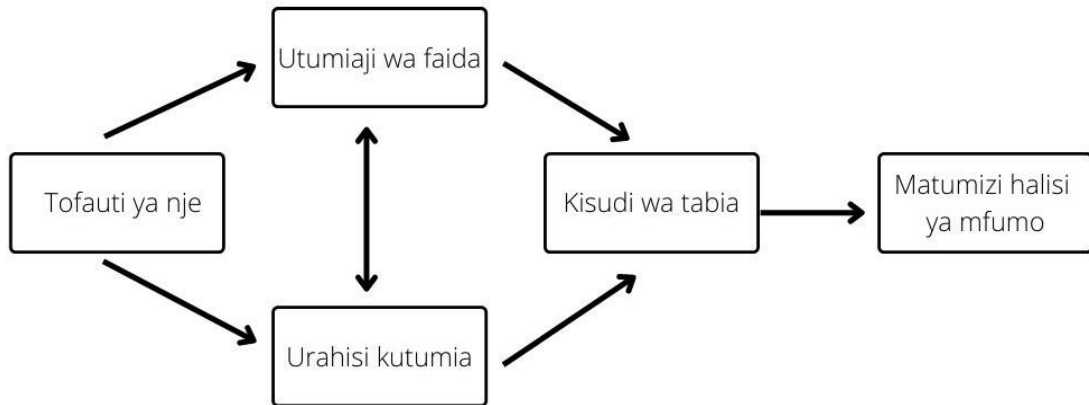 Utumiaji wa faida
Tofauti ya nje
Kisudi wa tabia
Matumizi halisi
ya mfumo
Urahisi kutumia